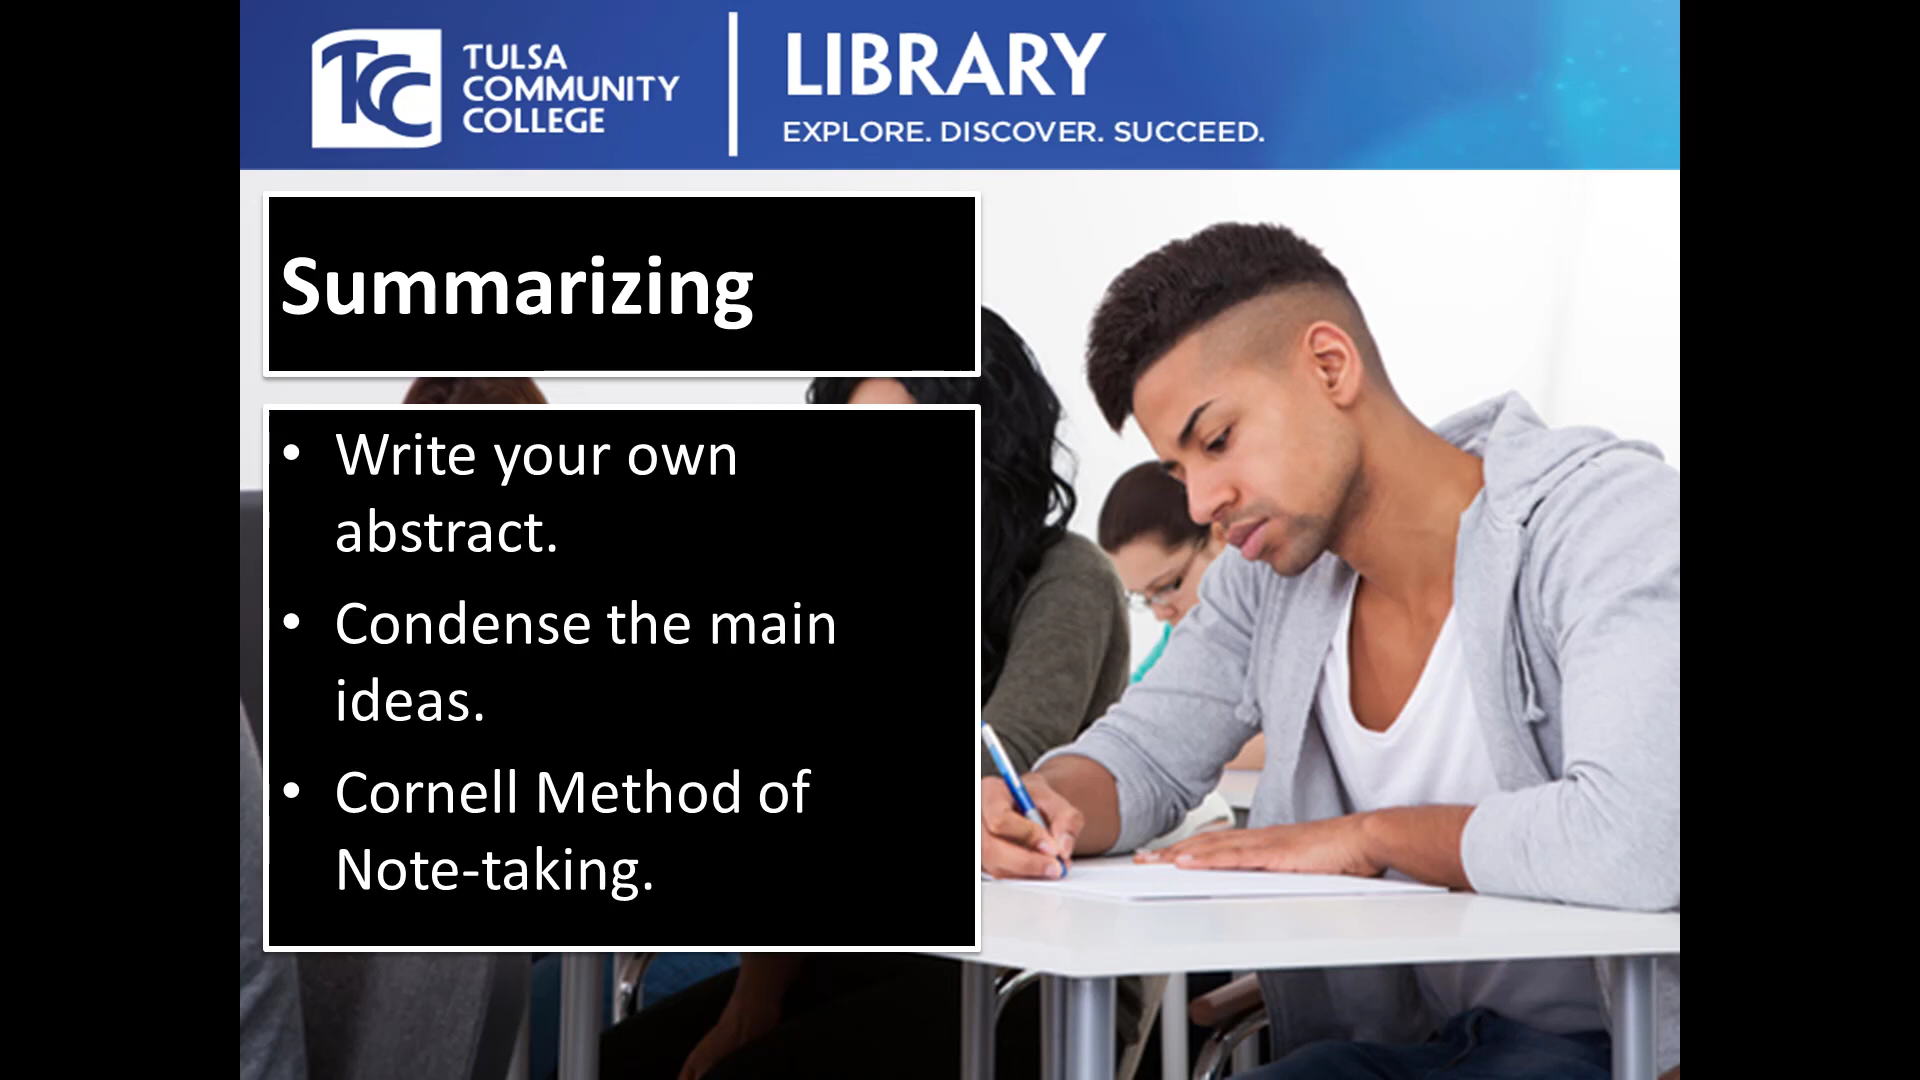 TCC
TULSA
COMMUNITY
COLLEGE
LIBRARY
EXPLORE. DISCOVER. SUCCEED.
Summarizing
• Write your own
abstract.
• Condense the main
ideas.
• Cornell Method of
Note-taking.